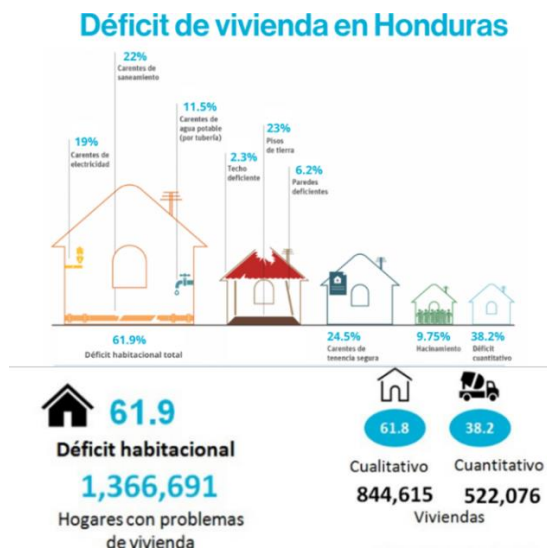 Déficit de vivienda en Honduras
22%
Carentes de
saneamiento
11.5%
Carentes de
agua potable
(por tubería)
19%
Carentes de
electricidad
23%
Pisos
de tierra
2.3%
Techo
deficiente
6.2%
Paredes
deficientes
61.9%
Déficit habitacional total
24.5%
Carentes de
tenencia segura
9.75%
Hacinamiento
38.2%
Déficit
cuantitativo
61.9
Déficit habitacional
1,366,691
Hogares con problemas
de vivienda
61.8
38.2
Cualitativo
Cuantitativo
844,615
522,076
Viviendas